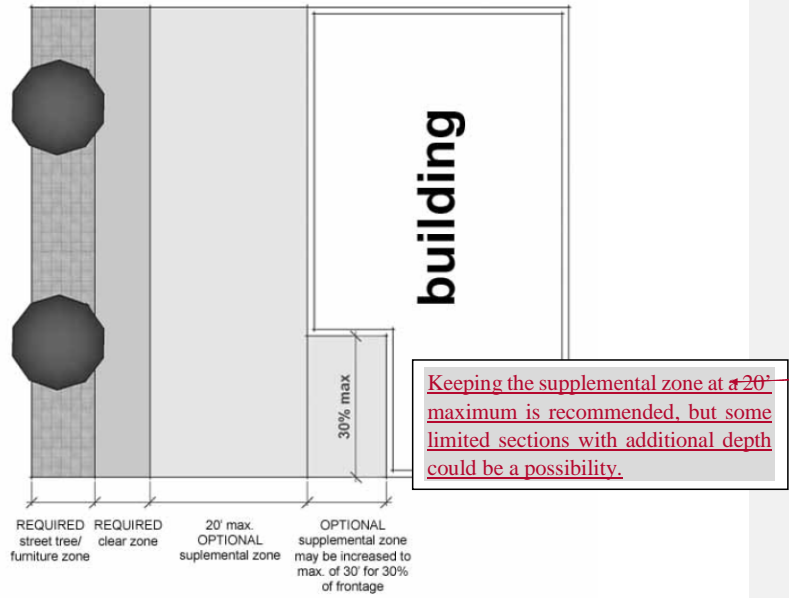 building
30% max
Keeping the supplemental zone at a 20’
maximum is recommended, but some
limited sections with additional depth
could be a possibility.
REQUIRED
street tree/
furniture zone
REQUIRED
clear zone
20' max.
OPTIONAL
suplemental zone
OPTIONAL
supplemental zone
may be increased to
max. of 30' for 30%
of frontage